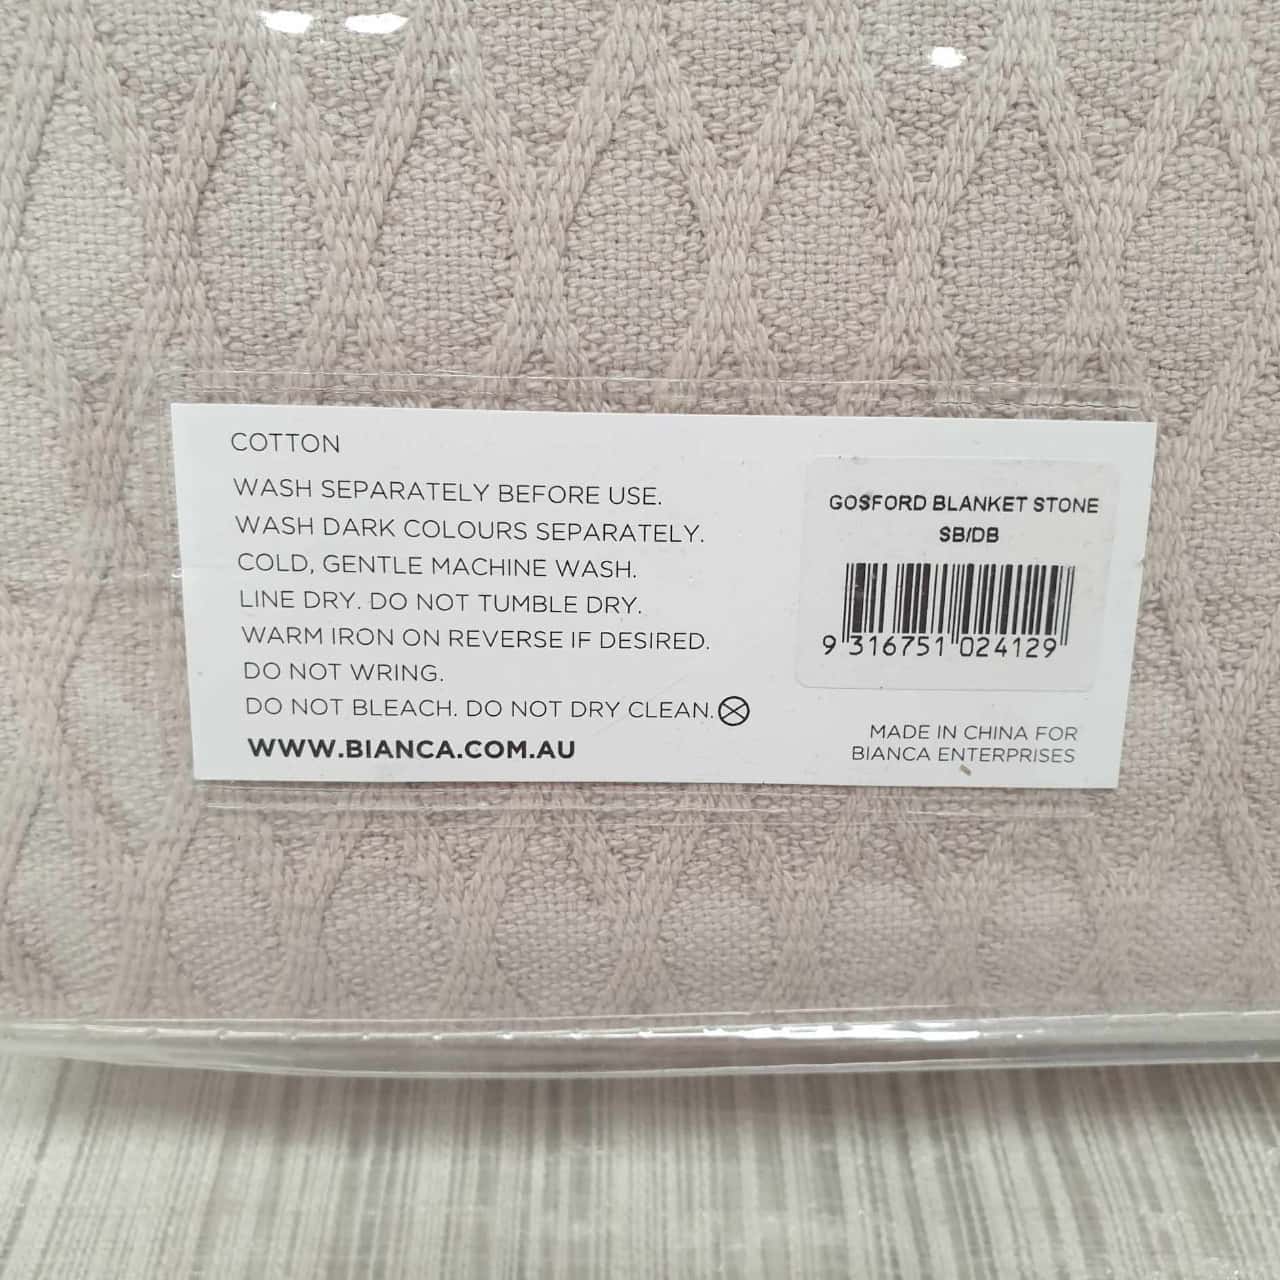 COTTON
WASH SEPARATELY BEFORE USE.
WASH DARK COLOURS SEPARATELY.
COLD, GENTLE MACHINE WASH.
LINE DRY. DO NOT TUMBLE DRY.
WARM IRON ON REVERSE IF DESIRED.
DO NOT WRING.
DO NOT BLEACH. DO NOT DRY CLEAN.
WWW.BIANCA.COM.AU
GOSFORD BLANKET STONE
SB/DB
9 316751 024129
MADE IN CHINA FOR
BIANCA ENTERPRISES